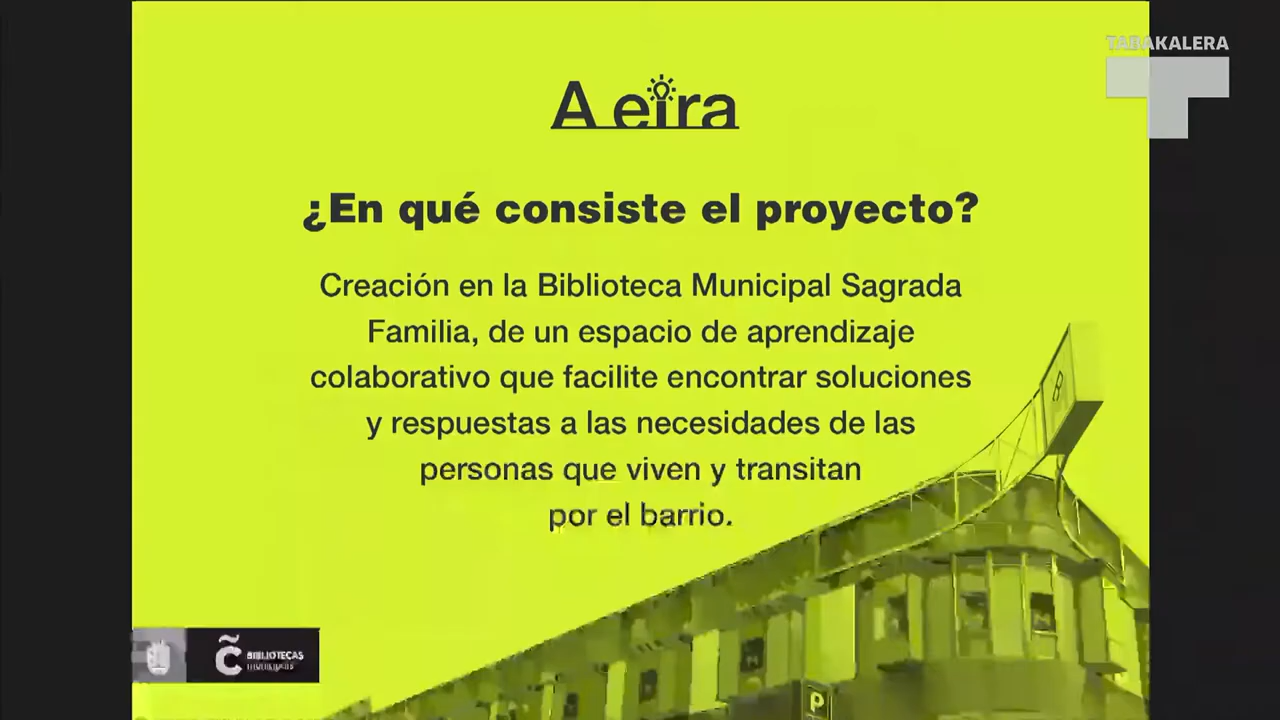 TABAKALERA
A eira
¿En qué consiste el proyecto?
Creación en la Biblioteca Municipal Sagrada
Familia, de un espacio de aprendizaje
colaborativo que facilite encontrar soluciones
y respuestas a las necesidades de las
personas que viven y transitan
por el barrio.
BIBLIOTECAS
P